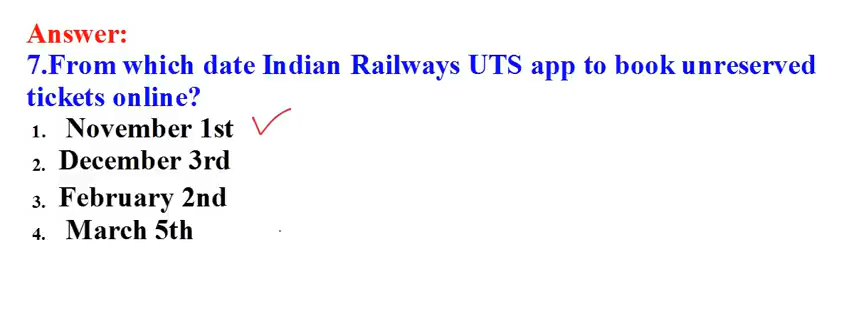 Answer:
7.From which date Indian Railways UTS app to book unreserved
tickets online?
1. November 1st
2. December 3rd
3. February 2nd
4. March 5th